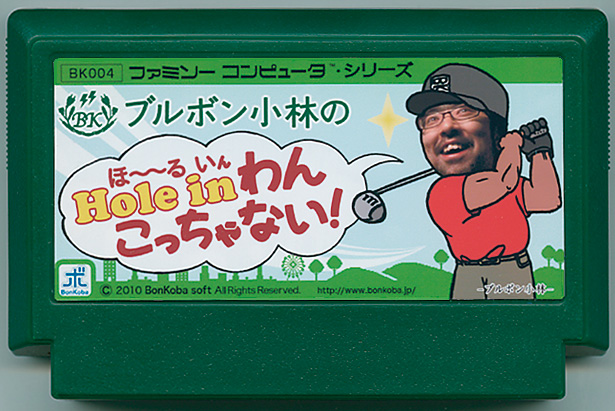 BK004 ファミソー コンピュータ™・シリーズ
BK
ブルボン小林の
ほ〜〜る いん
Hole in わん
こっちゃない!
ボ
BonKoba
© 2010 BonKoba soft All Rights Reserved. http://www.bonkoba.jp/
–ブルボン小林–